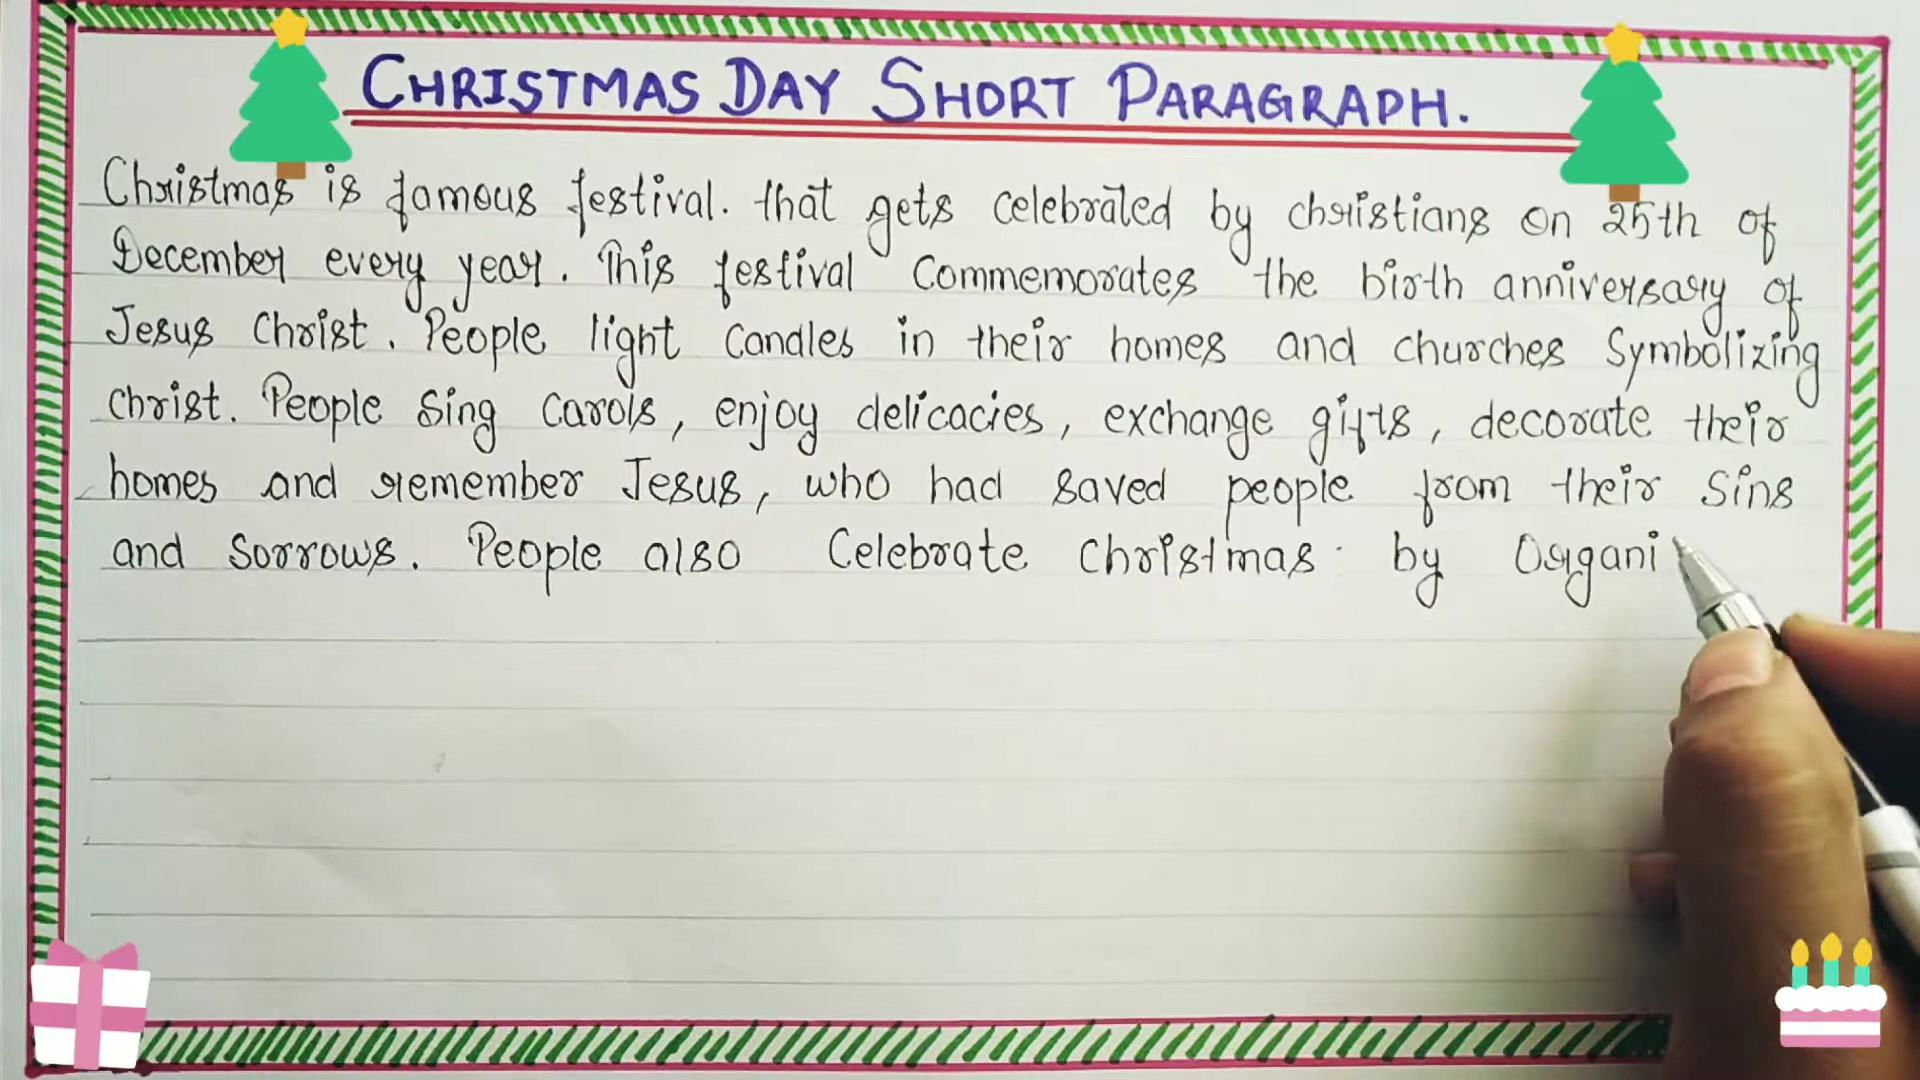 CHRISTMAS DAY SHORT PARAGRAPH.
Christmas is famous festival. that gets celebrated by christians on 25th of
December every year. This festival Commemorates the birth anniversary of
Jesus Christ. People light candles in their homes and churches Symbolizing
christ. People Sing Carols, enjoy delicacies, exchange gifts, decorate their
homes and remember Jesus, who had saved people from their Sins
and Sorrows. People also Celebrate Christmas by Organi